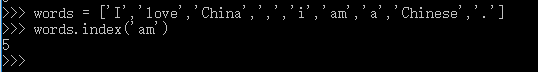 >>> words = ['I','love','China',',','i','am','a','Chinese','.']
>>> words.index('am')
5
>>>